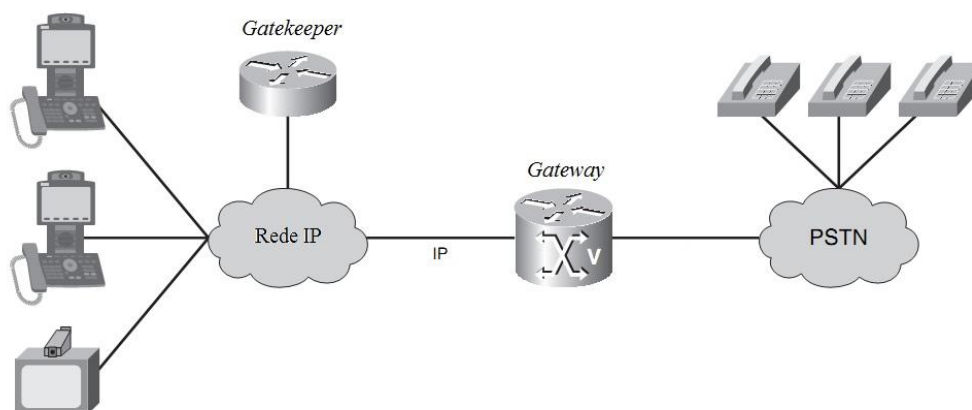 Gatekeeper
Gateway
Rede IP
IP
V
PSTN